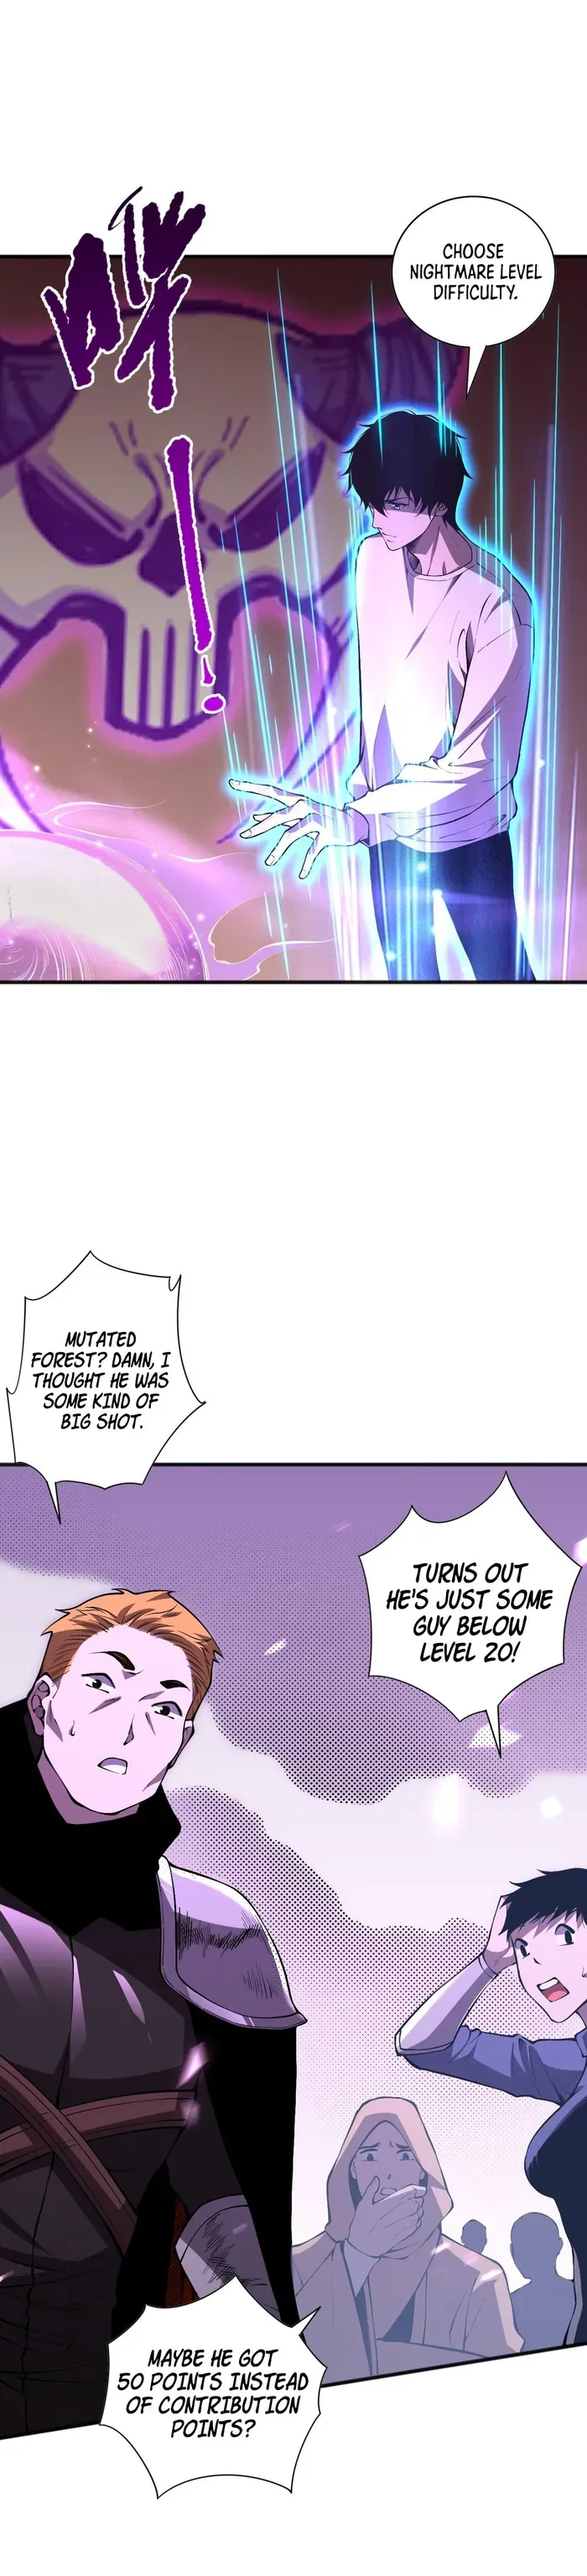 CHOOSE
NIGHTMARE LEVEL
DIFFICULTY.
MUTATED
FOREST? DAMN, I
THOUGHT HE WAS
SOME KIND OF
BIG SHOT.
TURNS OUT
HE'S JUST SOME
GUY BELOW
LEVEL 20!
MAYBE HE GOT
50 POINTS INSTEAD
OF CONTRIBUTION
POINTS?